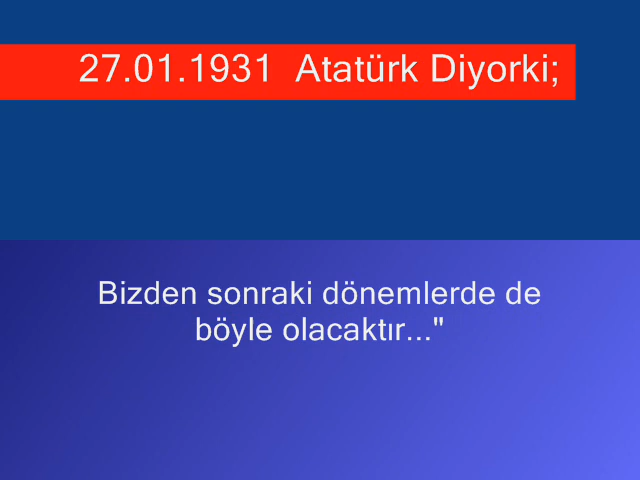 27.01.1931 Atatürk Diyorki;
Bizden sonraki dönemlerde de
böyle olacaktır..."